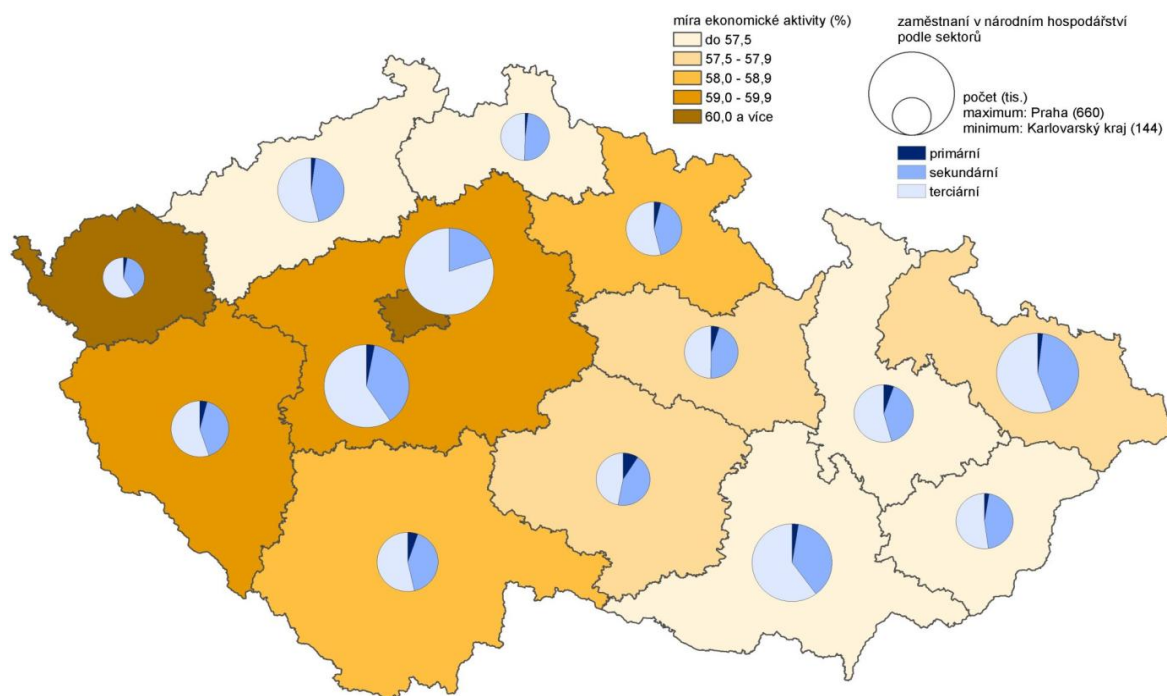 míra ekonomické aktivity (%)
do 57,5
57,5 - 57,9
58,0 - 58,9
59,0 - 59,9
60,0 a více
zaměstnaní v národním hospodářství
podle sektorů
počet (tis.)
maximum: Praha (660)
minimum: Karlovarský kraj (144)
primární
sekundární
terciární